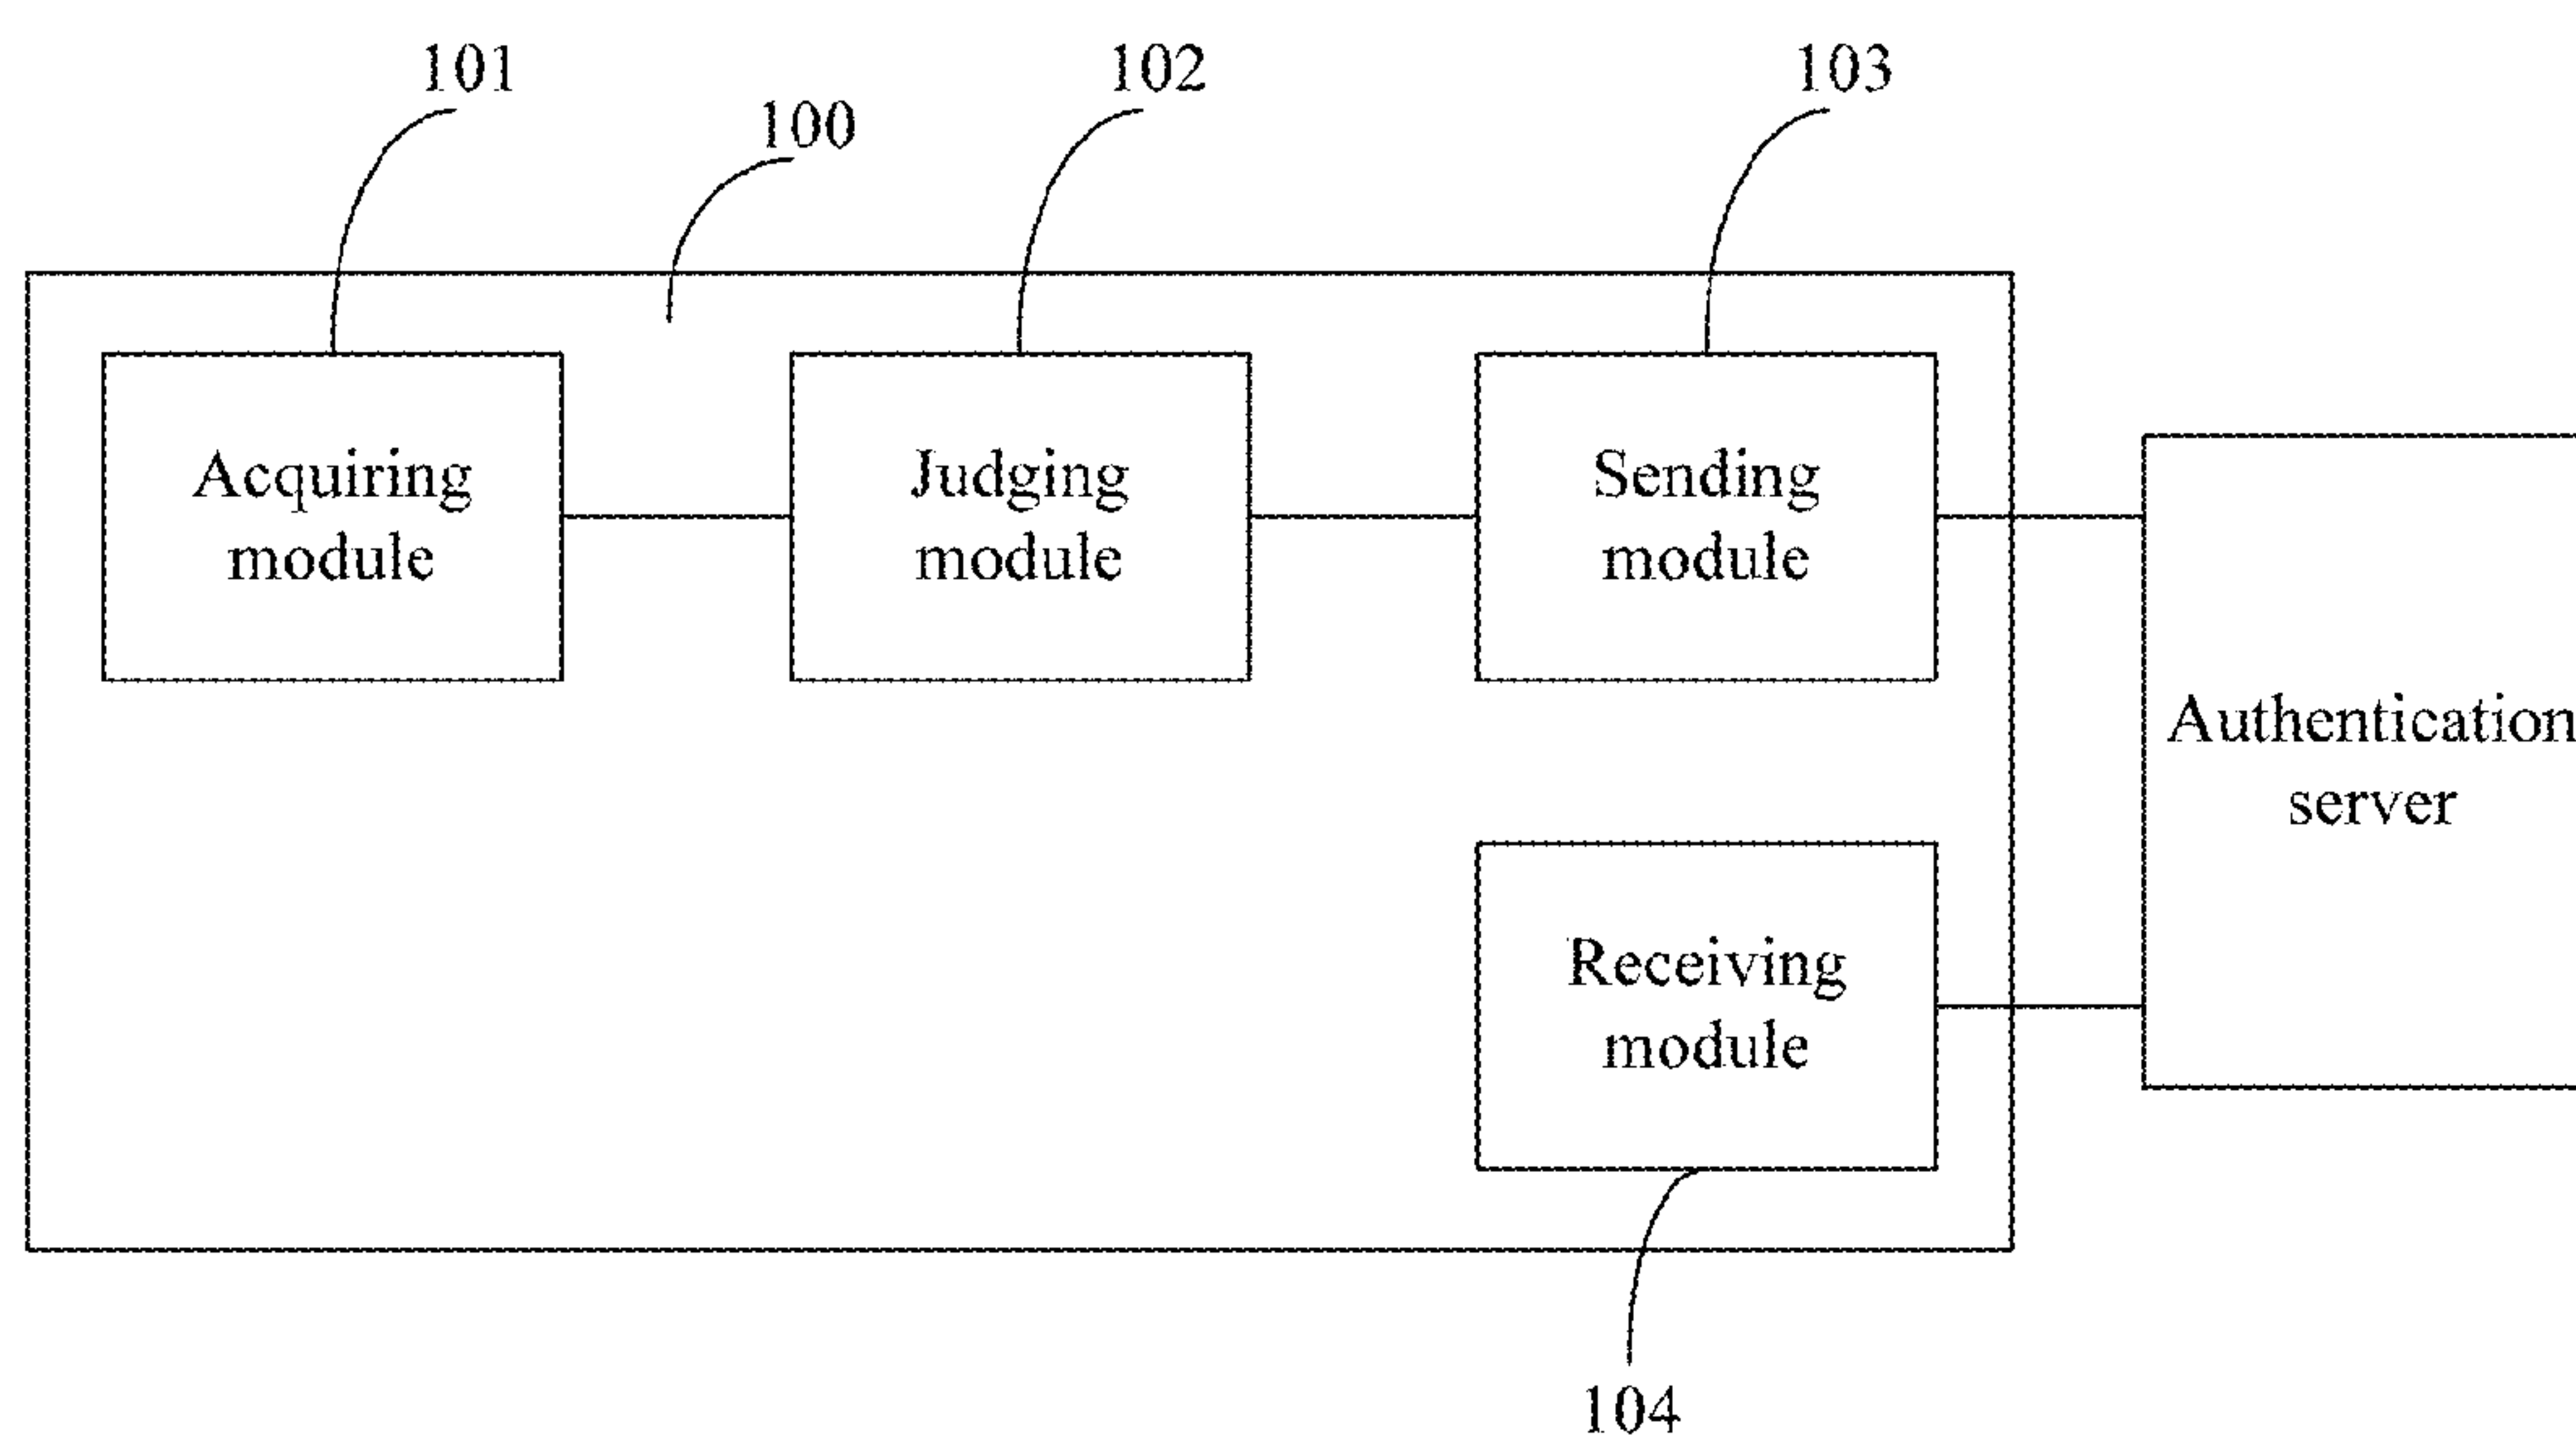 101
100
102
103
Acquiring
module
Judging
module
Sending
module
Authentication
server
Receiving
module
104